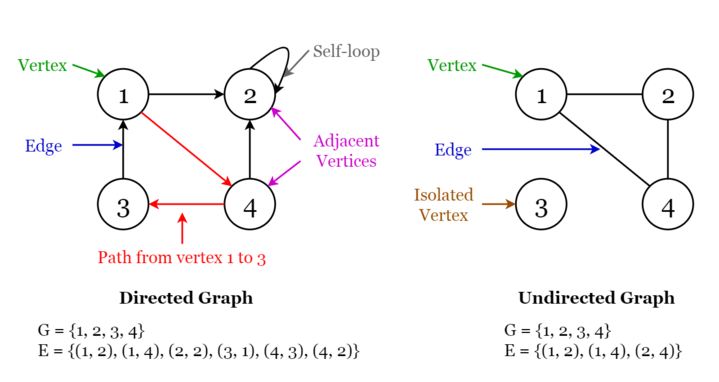 Vertex
Self-loop
1
2
Edge
Adjacent
Vertices
3
4
Path from vertex 1 to 3
Directed Graph
G = {1, 2, 3, 4}
E = {(1, 2), (1, 4), (2, 2), (3, 1), (4, 3), (4, 2)}
Vertex
1
2
Edge
Isolated
Vertex
3
4
Undirected Graph
G = {1, 2, 3, 4}
E = {(1, 2), (1, 4), (2, 4)}